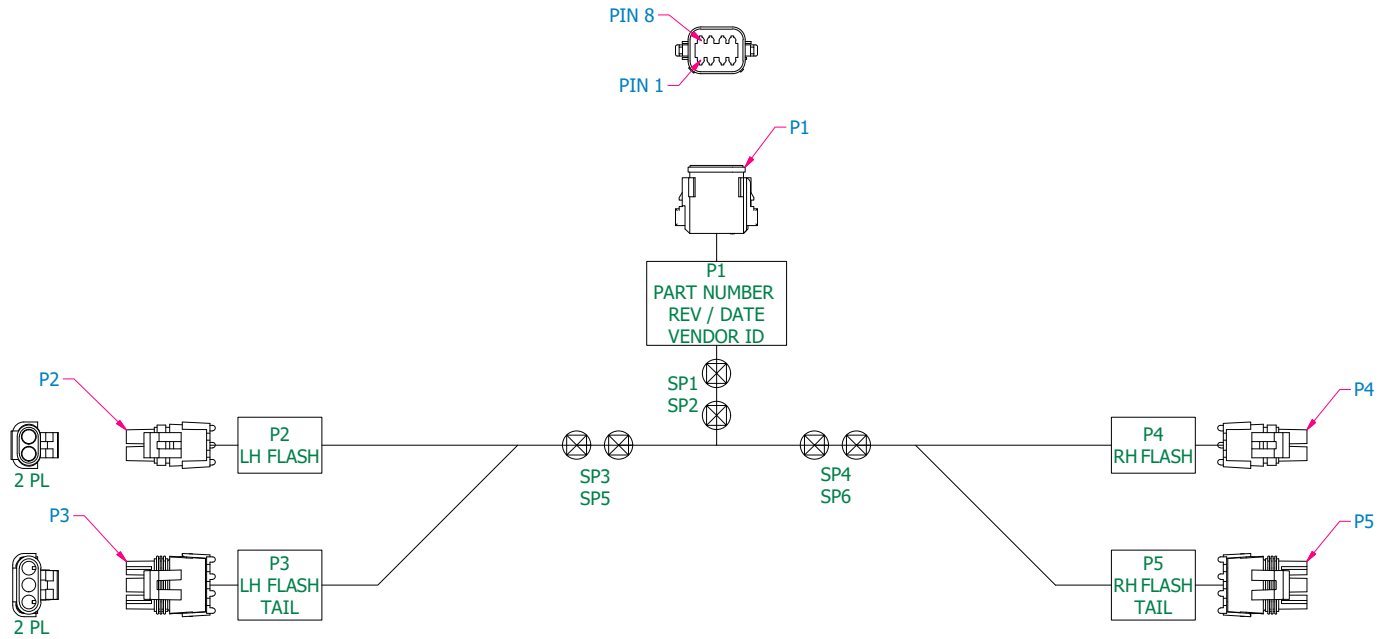 PIN 8
PIN 1
P1
P1
PART NUMBER
REV / DATE
VENDOR ID
SP1
SP2
P2
P2
LH FLASH
2 PL
SP3
SP5
SP4
SP6
P4
RH FLASH
P4
P3
P3
LH FLASH
TAIL
2 PL
P5
RH FLASH
TAIL
P5